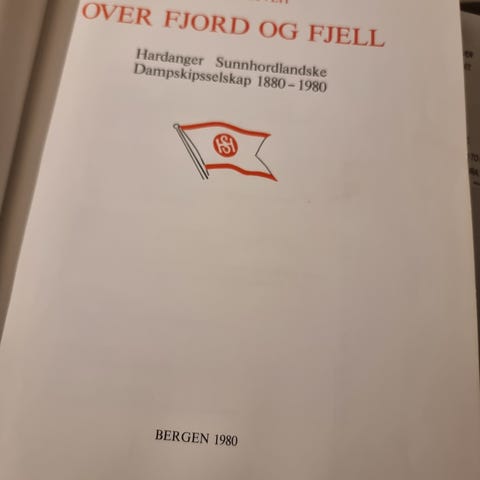 OVER FJORD OG FJELL
Hardanger Sunnhordlandske
Dampskipsselskap 1880–1980
HSD
BERGEN 1980